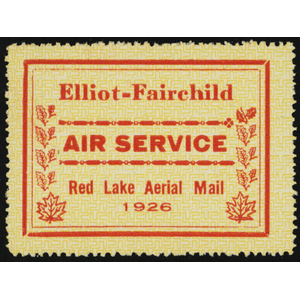 Elliot-Fairchild
AIR SERVICE
Red Lake Aerial Mail
1926